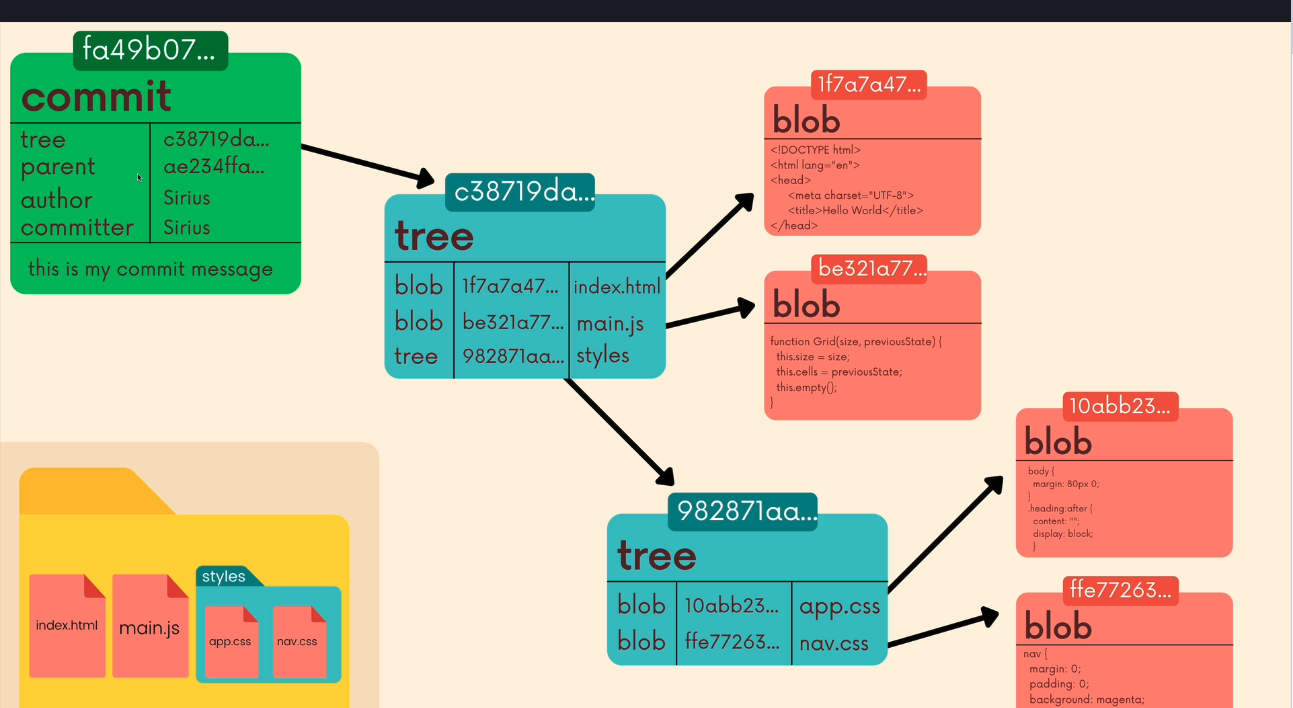 fa49b07...
commit
tree c38719da...
parent ae234ffa...
author Sirius
committer Sirius
this is my commit message
c38719da...
tree
blob 1f7a7a47... index.html
blob be321a77... main.js
tree 982871aa... styles
1f7a7a47...
blob
<!DOCTYPE html>
<html lang="en">
<head>
<meta charset="UTF-8">
<title>Hello World</title>
</head>
be321a77...
blob
function Grid(size, previousState) {
this.size = size;
this.cells = previousState;
this.empty();
}
982871aa...
tree
blob 10abb23... app.css
blob ffe77263... nav.css
10abb23...
blob
body {
margin: 80px 0;
}
.heading:after {
content: "";
display: block;
}
ffe77263...
blob
nav {
margin: 0;
padding: 0;
background: magenta;
styles
index.html
main.js
app.css
nav.css